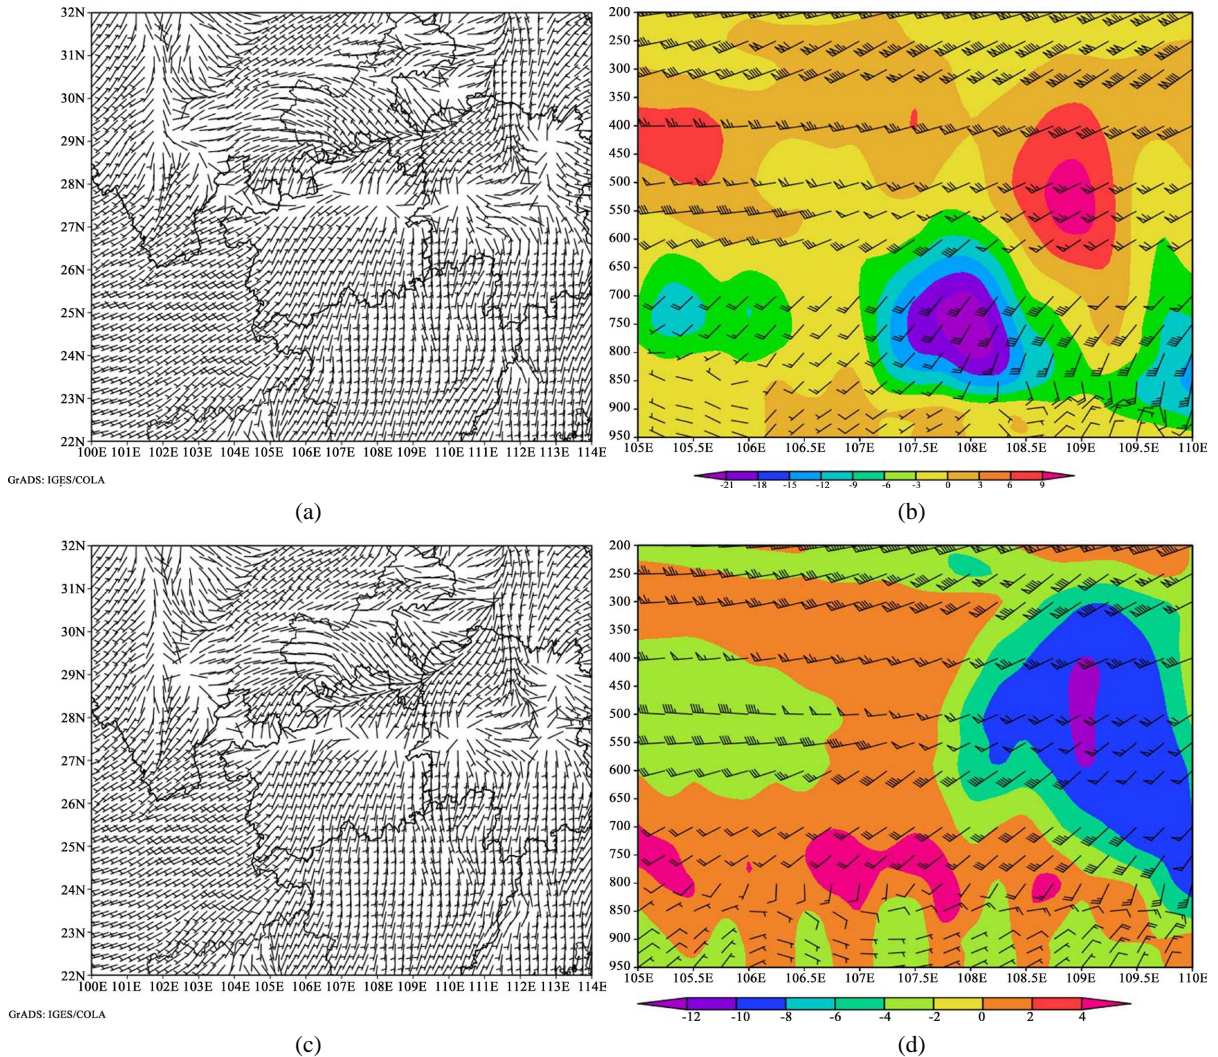 32N
31N
30N
29N
28N
27N
26N
25N
24N
23N
22N
100E 101E 102E 103E 104E 105E 106E 107E 108E 109E 110E 111E 112E 113E 114E
GrADS: IGES/COLA
(a)
200
250
300
350
400
450
500
550
600
650
700
750
800
850
900
950
105E 105.5E 106E 106.5E 107E 107.5E 108E 108.5E 109E 109.5E 110E
-21 -18 -15 -12 -9 -6 -3 0 3 6 9
(b)
32N
31N
30N
29N
28N
27N
26N
25N
24N
23N
22N
100E 101E 102E 103E 104E 105E 106E 107E 108E 109E 110E 111E 112E 113E 114E
GrADS: IGES/COLA
(c)
200
250
300
350
400
450
500
550
600
650
700
750
800
850
900
950
105E 105.5E 106E 106.5E 107E 107.5E 108E 108.5E 109E 109.5E 110E
-12 -10 -8 -6 -4 -2 0 2 4
(d)